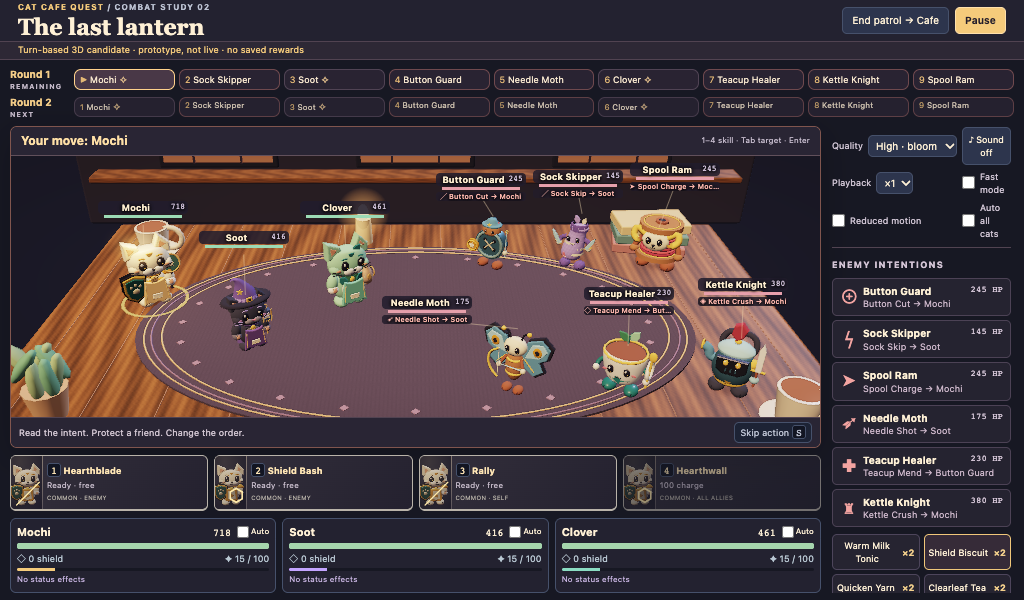 CAT CAFE QUEST / COMBAT STUDY 02
The last lantern
End patrol → Cafe
Pause
Turn-based 3D candidate · prototype, not live · no saved rewards
Round 1
REMAINING
▶ Mochi ✧
2 Sock Skipper
3 Soot ✧
4 Button Guard
5 Needle Moth
6 Clover ✧
7 Teacup Healer
8 Kettle Knight
9 Spool Ram
Round 2
NEXT
1 Mochi ✧
2 Sock Skipper
3 Soot ✧
4 Button Guard
5 Needle Moth
6 Clover ✧
7 Teacup Healer
8 Kettle Knight
9 Spool Ram
Your move: Mochi
1–4 skill · Tab target · Enter
Mochi 718
Soot 416
Clover 461
Button Guard 245
Button Cut → Mochi
Sock Skipper 145
Sock Skip → Soot
Spool Ram 245
Spool Charge → Moc...
Needle Moth 175
Needle Shot → Soot
Teacup Healer 230
Teacup Mend → But...
Kettle Knight 380
Kettle Crush → Mochi
Read the intent. Protect a friend. Change the order.
Skip action S
1 Hearthblade
Ready · free
COMMON · ENEMY
2 Shield Bash
Ready · free
COMMON · ENEMY
3 Rally
Ready · free
COMMON · SELF
4 Hearthwall
100 charge
COMMON · ALL ALLIES
Mochi 718 Auto
◇ 0 shield ✦ 15 / 100
No status effects
Soot 416 Auto
◇ 0 shield ✦ 15 / 100
No status effects
Clover 461 Auto
◇ 0 shield ✦ 15 / 100
No status effects
Quality High · bloom
♪ Sound off
Playback ×1
Fast mode
Reduced motion
Auto all cats
ENEMY INTENTIONS
Button Guard 245 HP
Button Cut → Mochi
Sock Skipper 145 HP
Sock Skip → Soot
Spool Ram 245 HP
Spool Charge → Mochi
Needle Moth 175 HP
Needle Shot → Soot
Teacup Healer 230 HP
Teacup Mend → Button Guard
Kettle Knight 380 HP
Kettle Crush → Mochi
Warm Milk Tonic ×2
Shield Biscuit ×2
Quicken Yarn ×2
Clearleaf Tea ×2